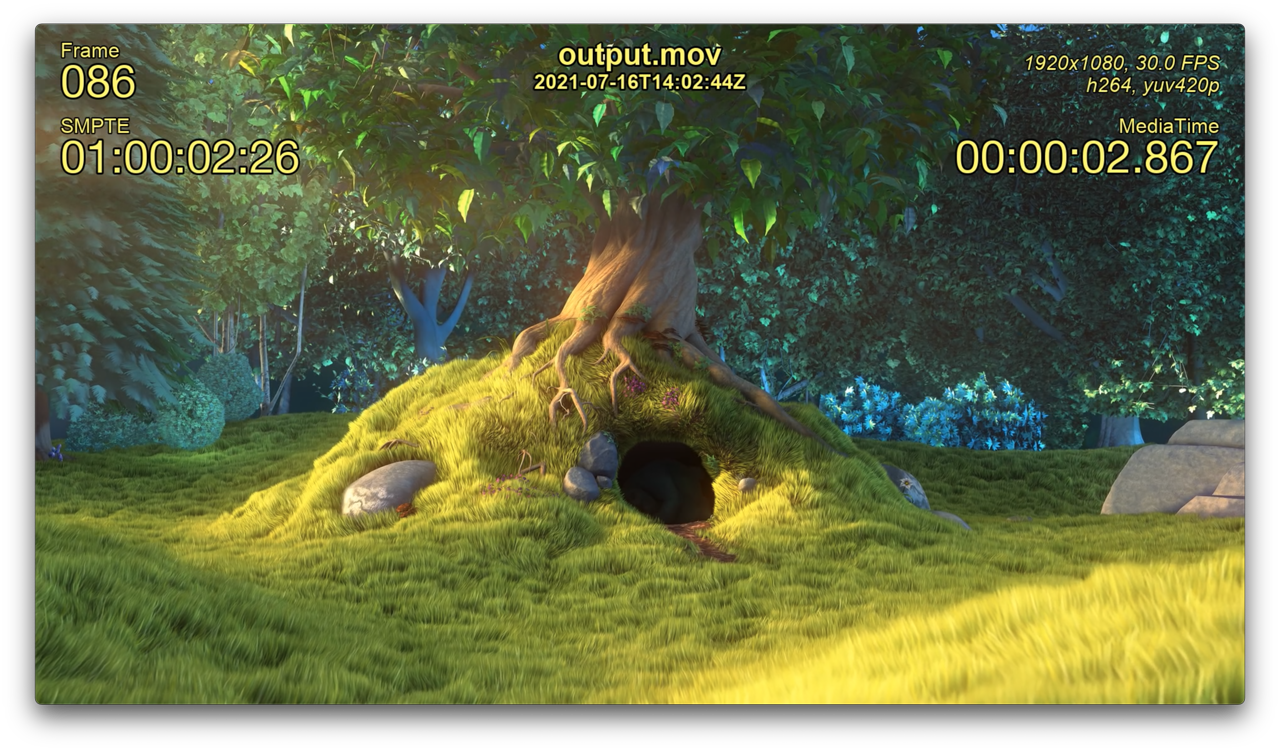 Frame
086
SMPTE
01:00:02:26
output.mov
2021-07-16T14:02:44Z
1920x1080, 30.0 FPS
h264, yuv420p
MediaTime
00:00:02.867